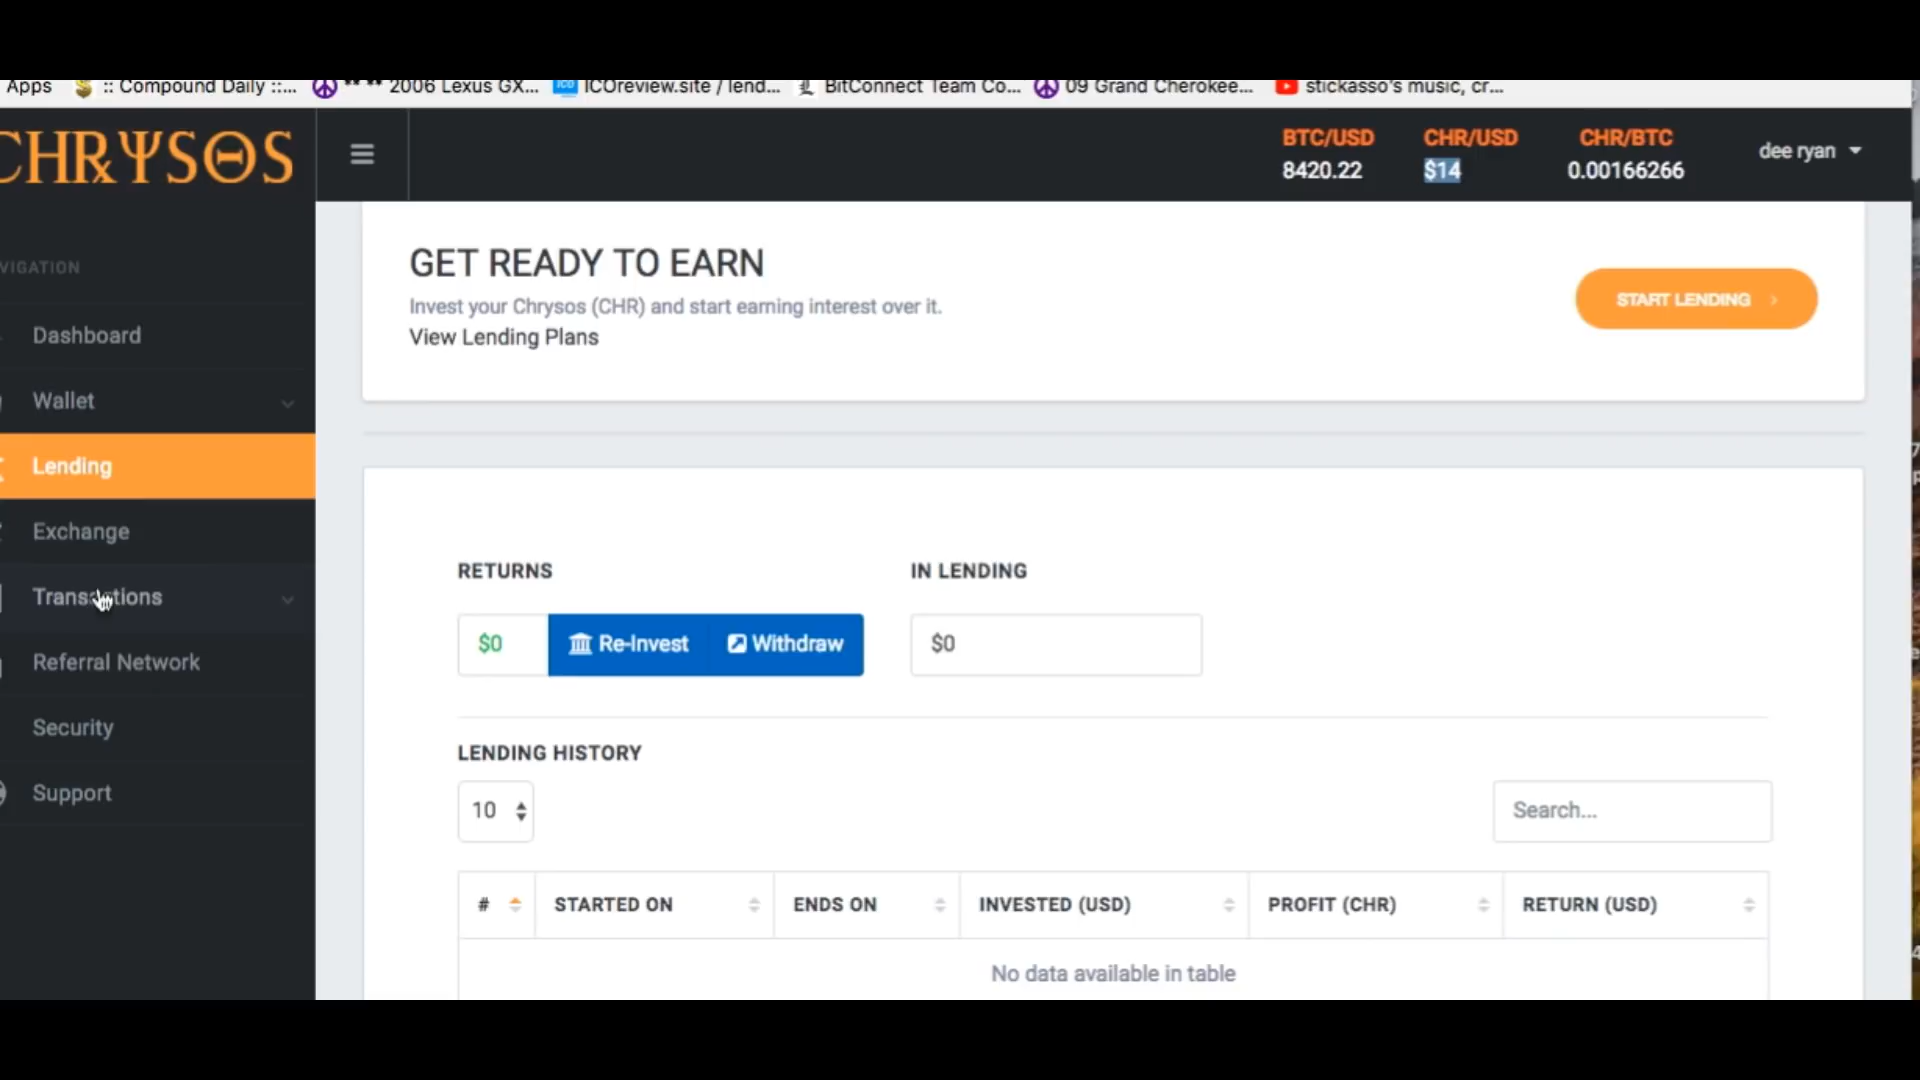 Apps :: Compound Daily ::... ** ** 2006 Lexus GX... ICOreview.site / lend... BitConnect Team Co... 09 Grand Cherokee... stickasso's music, cr...
CHRYSOS
BTC/USD CHR/USD CHR/BTC
8420.22 $14 0.00166266
dee ryan
GET READY TO EARN
Invest your Chrysos (CHR) and start earning interest over it.
View Lending Plans
START LENDING
VIGATION
Dashboard
Wallet
Lending
Exchange
Transactions
Referral Network
Security
Support
RETURNS IN LENDING
$0 Re-Invest Withdraw $0
LENDING HISTORY
10 Search...
# STARTED ON ENDS ON INVESTED (USD) PROFIT (CHR) RETURN (USD)
No data available in table